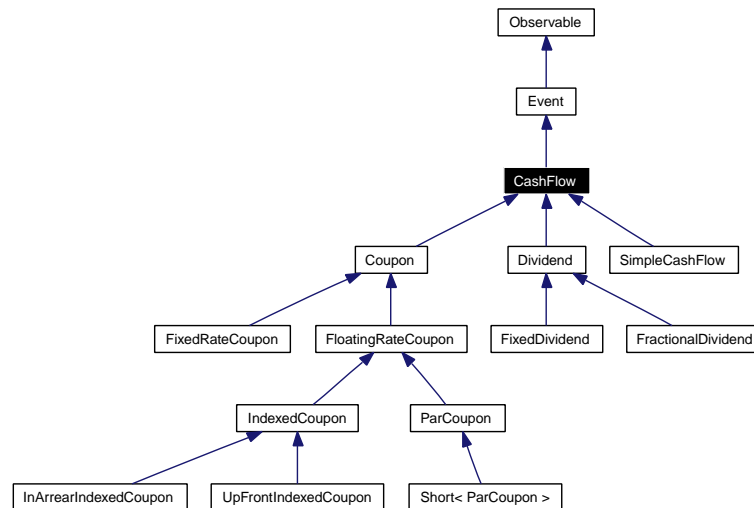 Observable
Event
CashFlow
Coupon
Dividend
SimpleCashFlow
FixedRateCoupon
FloatingRateCoupon
FixedDividend
FractionalDividend
IndexedCoupon
ParCoupon
InArrearIndexedCoupon
UpFrontIndexedCoupon
Short< ParCoupon >